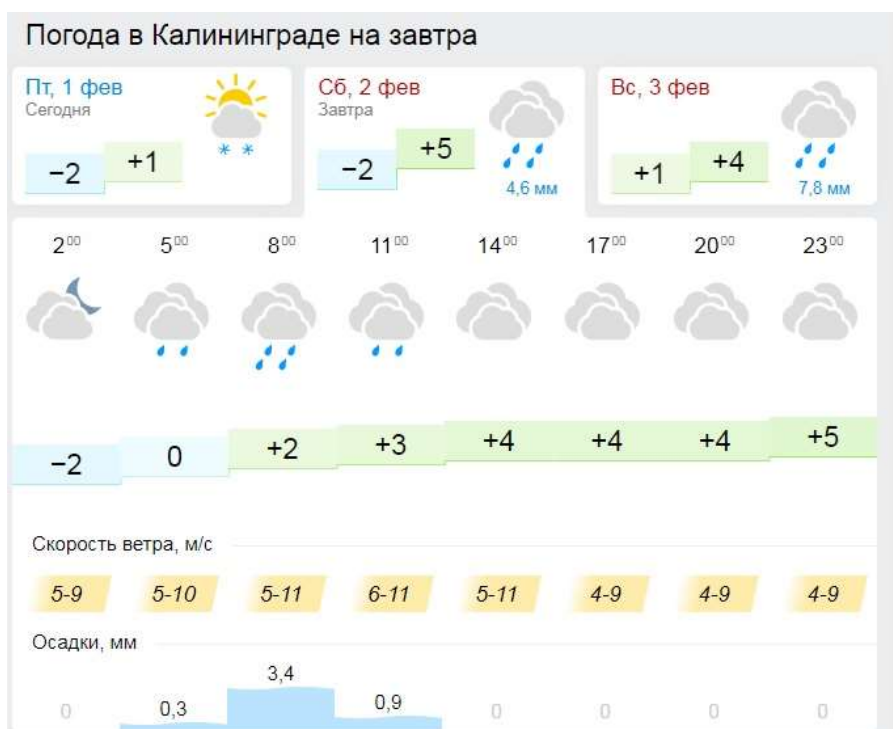 Погода в Калининграде на завтра
Пт, 1 фев
Сегодня
−2 +1
Сб, 2 фев
Завтра
−2 +5
4,6 мм
Вс, 3 фев
+1 +4
7,8 мм
2⁰⁰ 5⁰⁰ 8⁰⁰ 11⁰⁰ 14⁰⁰ 17⁰⁰ 20⁰⁰ 23⁰⁰
−2 0 +2 +3 +4 +4 +4 +5
Скорость ветра, м/с
5-9 5-10 5-11 6-11 5-11 4-9 4-9 4-9
Осадки, мм
0 0,3 3,4 0,9 0 0 0 0